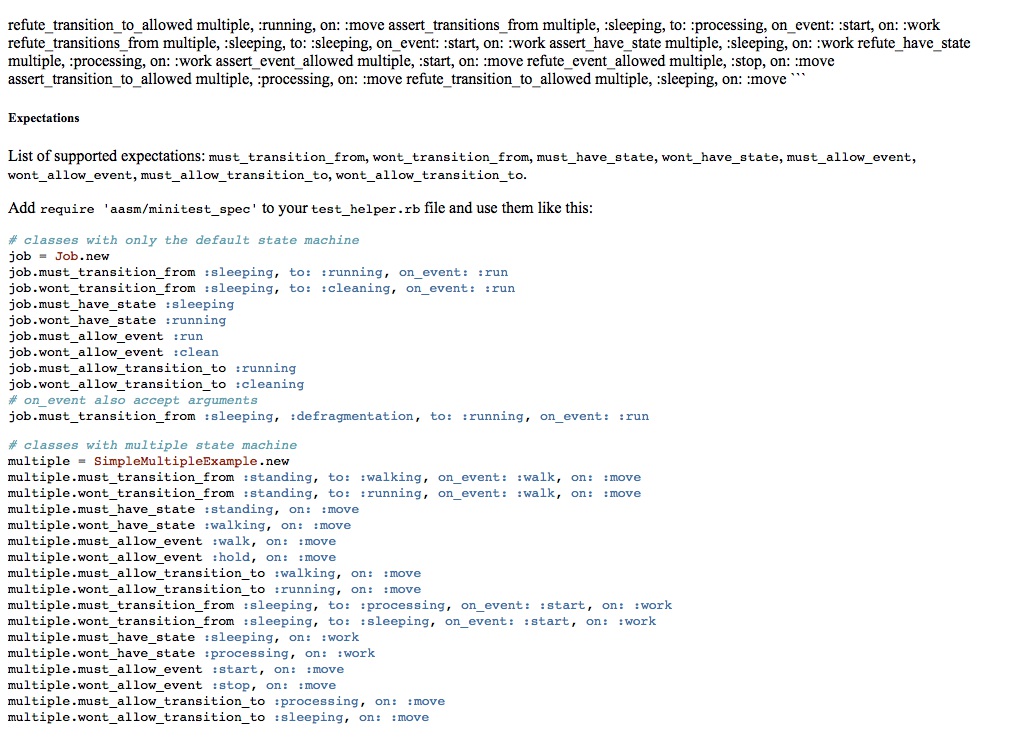 refute_transition_to_allowed multiple, :running, on: :move assert_transitions_from multiple, :sleeping, to: :processing, on_event: :start, on: :work
refute_transitions_from multiple, :sleeping, to: :sleeping, on_event: :start, on: :work assert_have_state multiple, :sleeping, on: :work refute_have_state
multiple, :processing, on: :work assert_event_allowed multiple, :start, on: :move refute_event_allowed multiple, :stop, on: :move
assert_transition_to_allowed multiple, :processing, on: :move refute_transition_to_allowed multiple, :sleeping, on: :move ```
Expectations
List of supported expectations: must_transition_from, wont_transition_from, must_have_state, wont_have_state, must_allow_event,
wont_allow_event, must_allow_transition_to, wont_allow_transition_to.
Add require 'aasm/minitest_spec' to your test_helper.rb file and use them like this:
# classes with only the default state machine
job = Job.new
job.must_transition_from :sleeping, to: :running, on_event: :run
job.wont_transition_from :sleeping, to: :cleaning, on_event: :run
job.must_have_state :sleeping
job.wont_have_state :running
job.must_allow_event :run
job.wont_allow_event :clean
job.must_allow_transition_to :running
job.wont_allow_transition_to :cleaning
# on_event also accept arguments
job.must_transition_from :sleeping, :defragmentation, to: :running, on_event: :run
# classes with multiple state machine
multiple = SimpleMultipleExample.new
multiple.must_transition_from :standing, to: :walking, on_event: :walk, on: :move
multiple.wont_transition_from :standing, to: :running, on_event: :walk, on: :move
multiple.must_have_state :standing, on: :move
multiple.wont_have_state :walking, on: :move
multiple.must_allow_event :walk, on: :move
multiple.wont_allow_event :hold, on: :move
multiple.must_allow_transition_to :walking, on: :move
multiple.wont_allow_transition_to :running, on: :move
multiple.must_transition_from :sleeping, to: :processing, on_event: :start, on: :work
multiple.wont_transition_from :sleeping, to: :sleeping, on_event: :start, on: :work
multiple.must_have_state :sleeping, on: :work
multiple.wont_have_state :processing, on: :work
multiple.must_allow_event :start, on: :move
multiple.wont_allow_event :stop, on: :move
multiple.must_allow_transition_to :processing, on: :move
multiple.wont_allow_transition_to :sleeping, on: :move